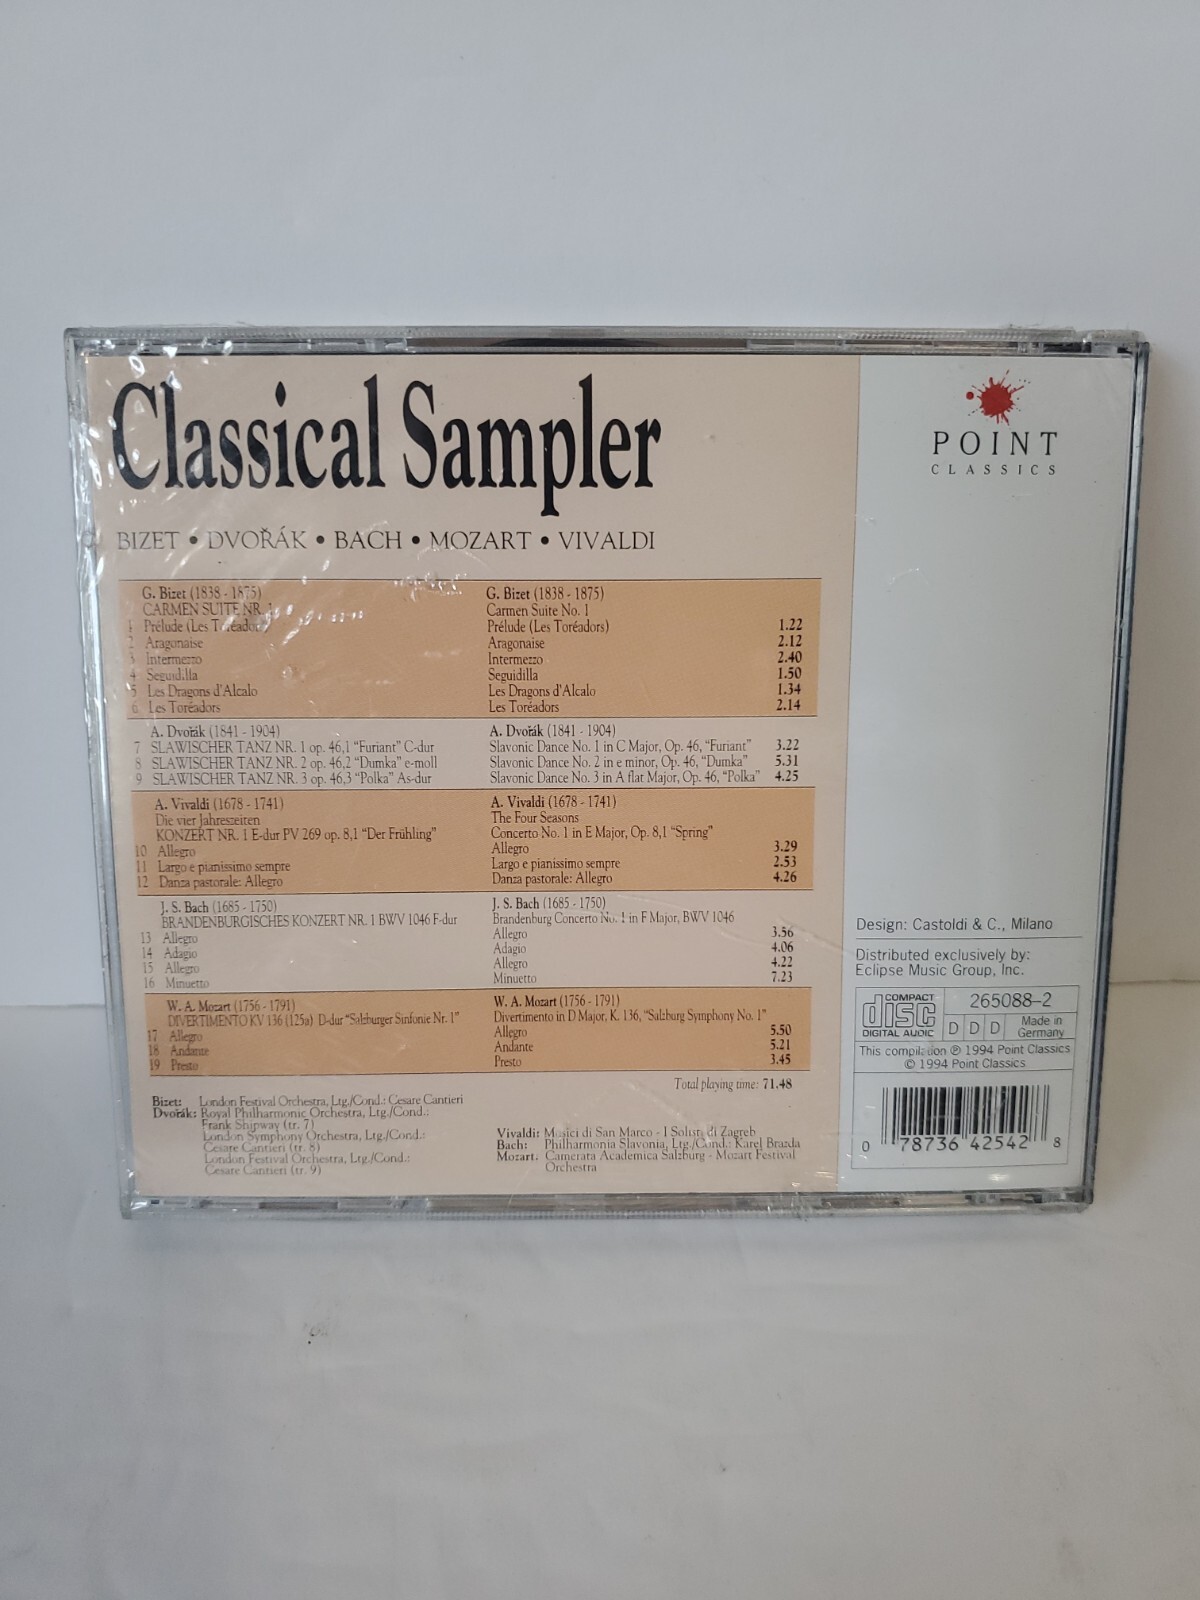 Classical Sampler
BIZET • DVOŘÁK • BACH • MOZART • VIVALDI
G. Bizet (1838 - 1875)
CARMEN SUITE NR. 1
1 Prélude (Les Toréadors)
2 Aragonaise
3 Intermezzo
4 Seguidilla
5 Les Dragons d'Alcalo
6 Les Toréadors
G. Bizet (1838 - 1875)
Carmen Suite No. 1
Prélude (Les Toréadors) 1.22
Aragonaise 2.12
Intermezzo 2.40
Seguidilla 1.50
Les Dragons d'Alcalo 1.34
Les Toréadors 2.14
A. Dvořák (1841 - 1904)
7 SLAWISCHER TANZ NR. 1 op. 46,1 "Furiant" C-dur
8 SLAWISCHER TANZ NR. 2 op. 46,2 "Dumka" e-moll
9 SLAWISCHER TANZ NR. 3 op. 46,3 "Polka" As-dur
A. Dvořák (1841 - 1904)
Slavonic Dance No. 1 in C Major, Op. 46, "Furiant" 3.22
Slavonic Dance No. 2 in e minor, Op. 46, "Dumka" 5.31
Slavonic Dance No. 3 in A flat Major, Op. 46, "Polka" 4.25
A. Vivaldi (1678 - 1741)
Die vier Jahreszeiten
KONZERT NR. 1 E-dur PV 269 op. 8,1 "Der Frühling"
10 Allegro
11 Largo e pianissimo sempre
12 Danza pastorale: Allegro
A. Vivaldi (1678 - 1741)
The Four Seasons
Concerto No. 1 in E Major, Op. 8,1 "Spring"
Allegro 3.29
Largo e pianissimo sempre 2.53
Danza pastorale: Allegro 4.26
J. S. Bach (1685 - 1750)
BRANDENBURGISCHES KONZERT NR. 1 BWV 1046 F-dur
13 Allegro
14 Adagio
15 Allegro
16 Minuetto
J. S. Bach (1685 - 1750)
Brandenburg Concerto No. 1 in F Major, BWV 1046
Allegro 3.56
Adagio 4.06
Allegro 4.22
Minuetto 7.23
W. A. Mozart (1756 - 1791)
DIVERTIMENTO KV 136 (125a) D-dur "Salzburger Sinfonie Nr. 1"
17 Allegro
18 Andante
19 Presto
W. A. Mozart (1756 - 1791)
Divertimento in D Major, K. 136, "Salzburg Symphony No. 1"
Allegro 5.50
Andante 5.21
Presto 3.45
Total playing time: 71.48
Bizet: London Festival Orchestra, Ltg./Cond.: Cesare Cantieri
Dvořák: Royal Philharmonic Orchestra, Ltg./Cond.:
Frank Shipway (tr. 7)
London Symphony Orchestra, Ltg./Cond.:
Cesare Cantieri (tr. 8)
London Festival Orchestra, Ltg./Cond.:
Cesare Cantieri (tr. 9)
Vivaldi: Musici di San Marco - I Solisti di Zagreb
Bach: Philharmonia Slavonia, Ltg./Cond.: Karel Brazda
Mozart: Camerata Academica Salzburg - Mozart Festival
Orchestra
POINT
CLASSICS
Design: Castoldi & C., Milano
Distributed exclusively by:
Eclipse Music Group, Inc.
COMPACT
disc
DIGITAL AUDIO
265088-2
D D D
Made in
Germany
This compilation ℗ 1994 Point Classics
© 1994 Point Classics
0 78736 42542 8